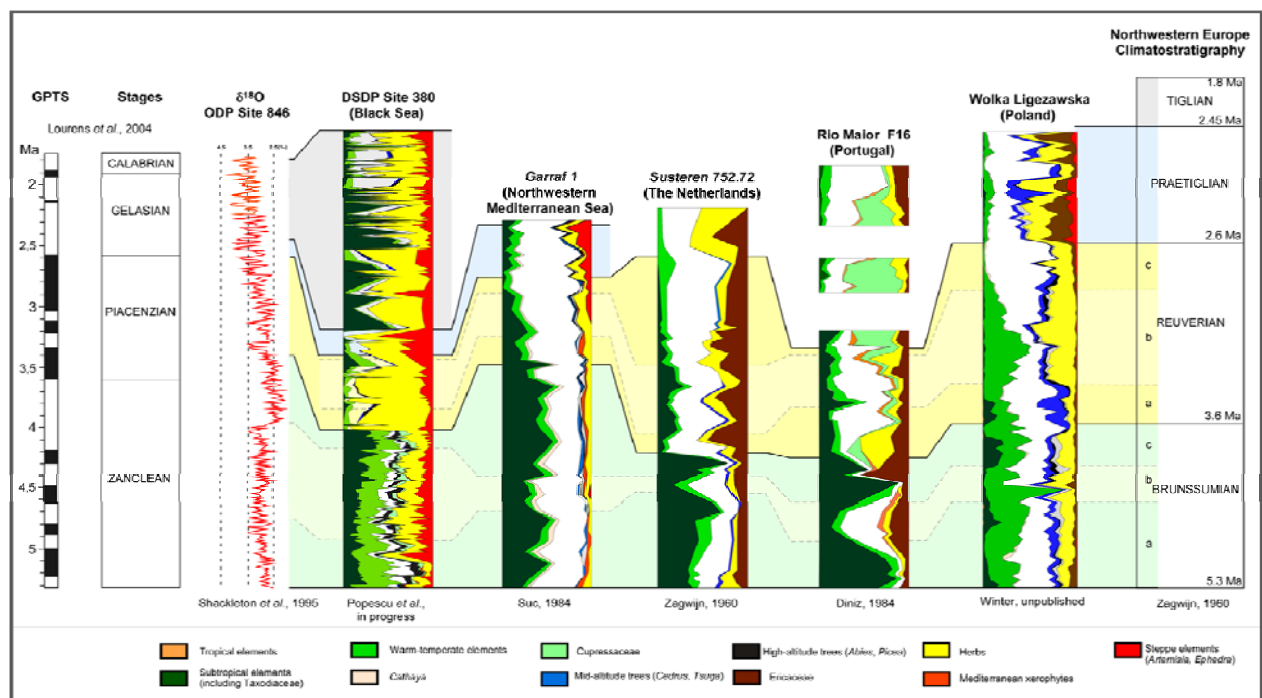 Northwestern Europe
Climatostratigraphy
GPTS
Stages
δ¹⁸O
ODP Site 846
DSDP Site 380
(Black Sea)
Garraf 1
(Northwestern
Mediterranean Sea)
Susteren 752.72
(The Netherlands)
Rio Maior F16
(Portugal)
Wolka Ligezawska
(Poland)
Lourens et al., 2004
Ma
2
2,5
3
3,5
4
4,5
5
CALABRIAN
GELASIAN
PIACENZIAN
ZANCLEAN
1.8 Ma
TIGLIAN
2.45 Ma
PRAETIGLIAN
2.6 Ma
c
REUVERIAN
b
a
3.6 Ma
c
b
BRUNSSUMIAN
a
5.3 Ma
Shackleton et al., 1995
Popescu et al.,
in progress
Suc, 1984
Zagwijn, 1960
Diniz, 1984
Winter, unpublished
Zagwijn, 1960
Tropical elements
Warm-temperate elements
Cupressaceae
High-altitude trees (Abies, Picea)
Herbs
Steppe elements
(Artemisia, Ephedra)
Subtropical elements
(including Taxodiaceae)
Cathaya
Mid-altitude trees (Cedrus, Tsuga)
Ericaceae
Mediterranean xerophytes